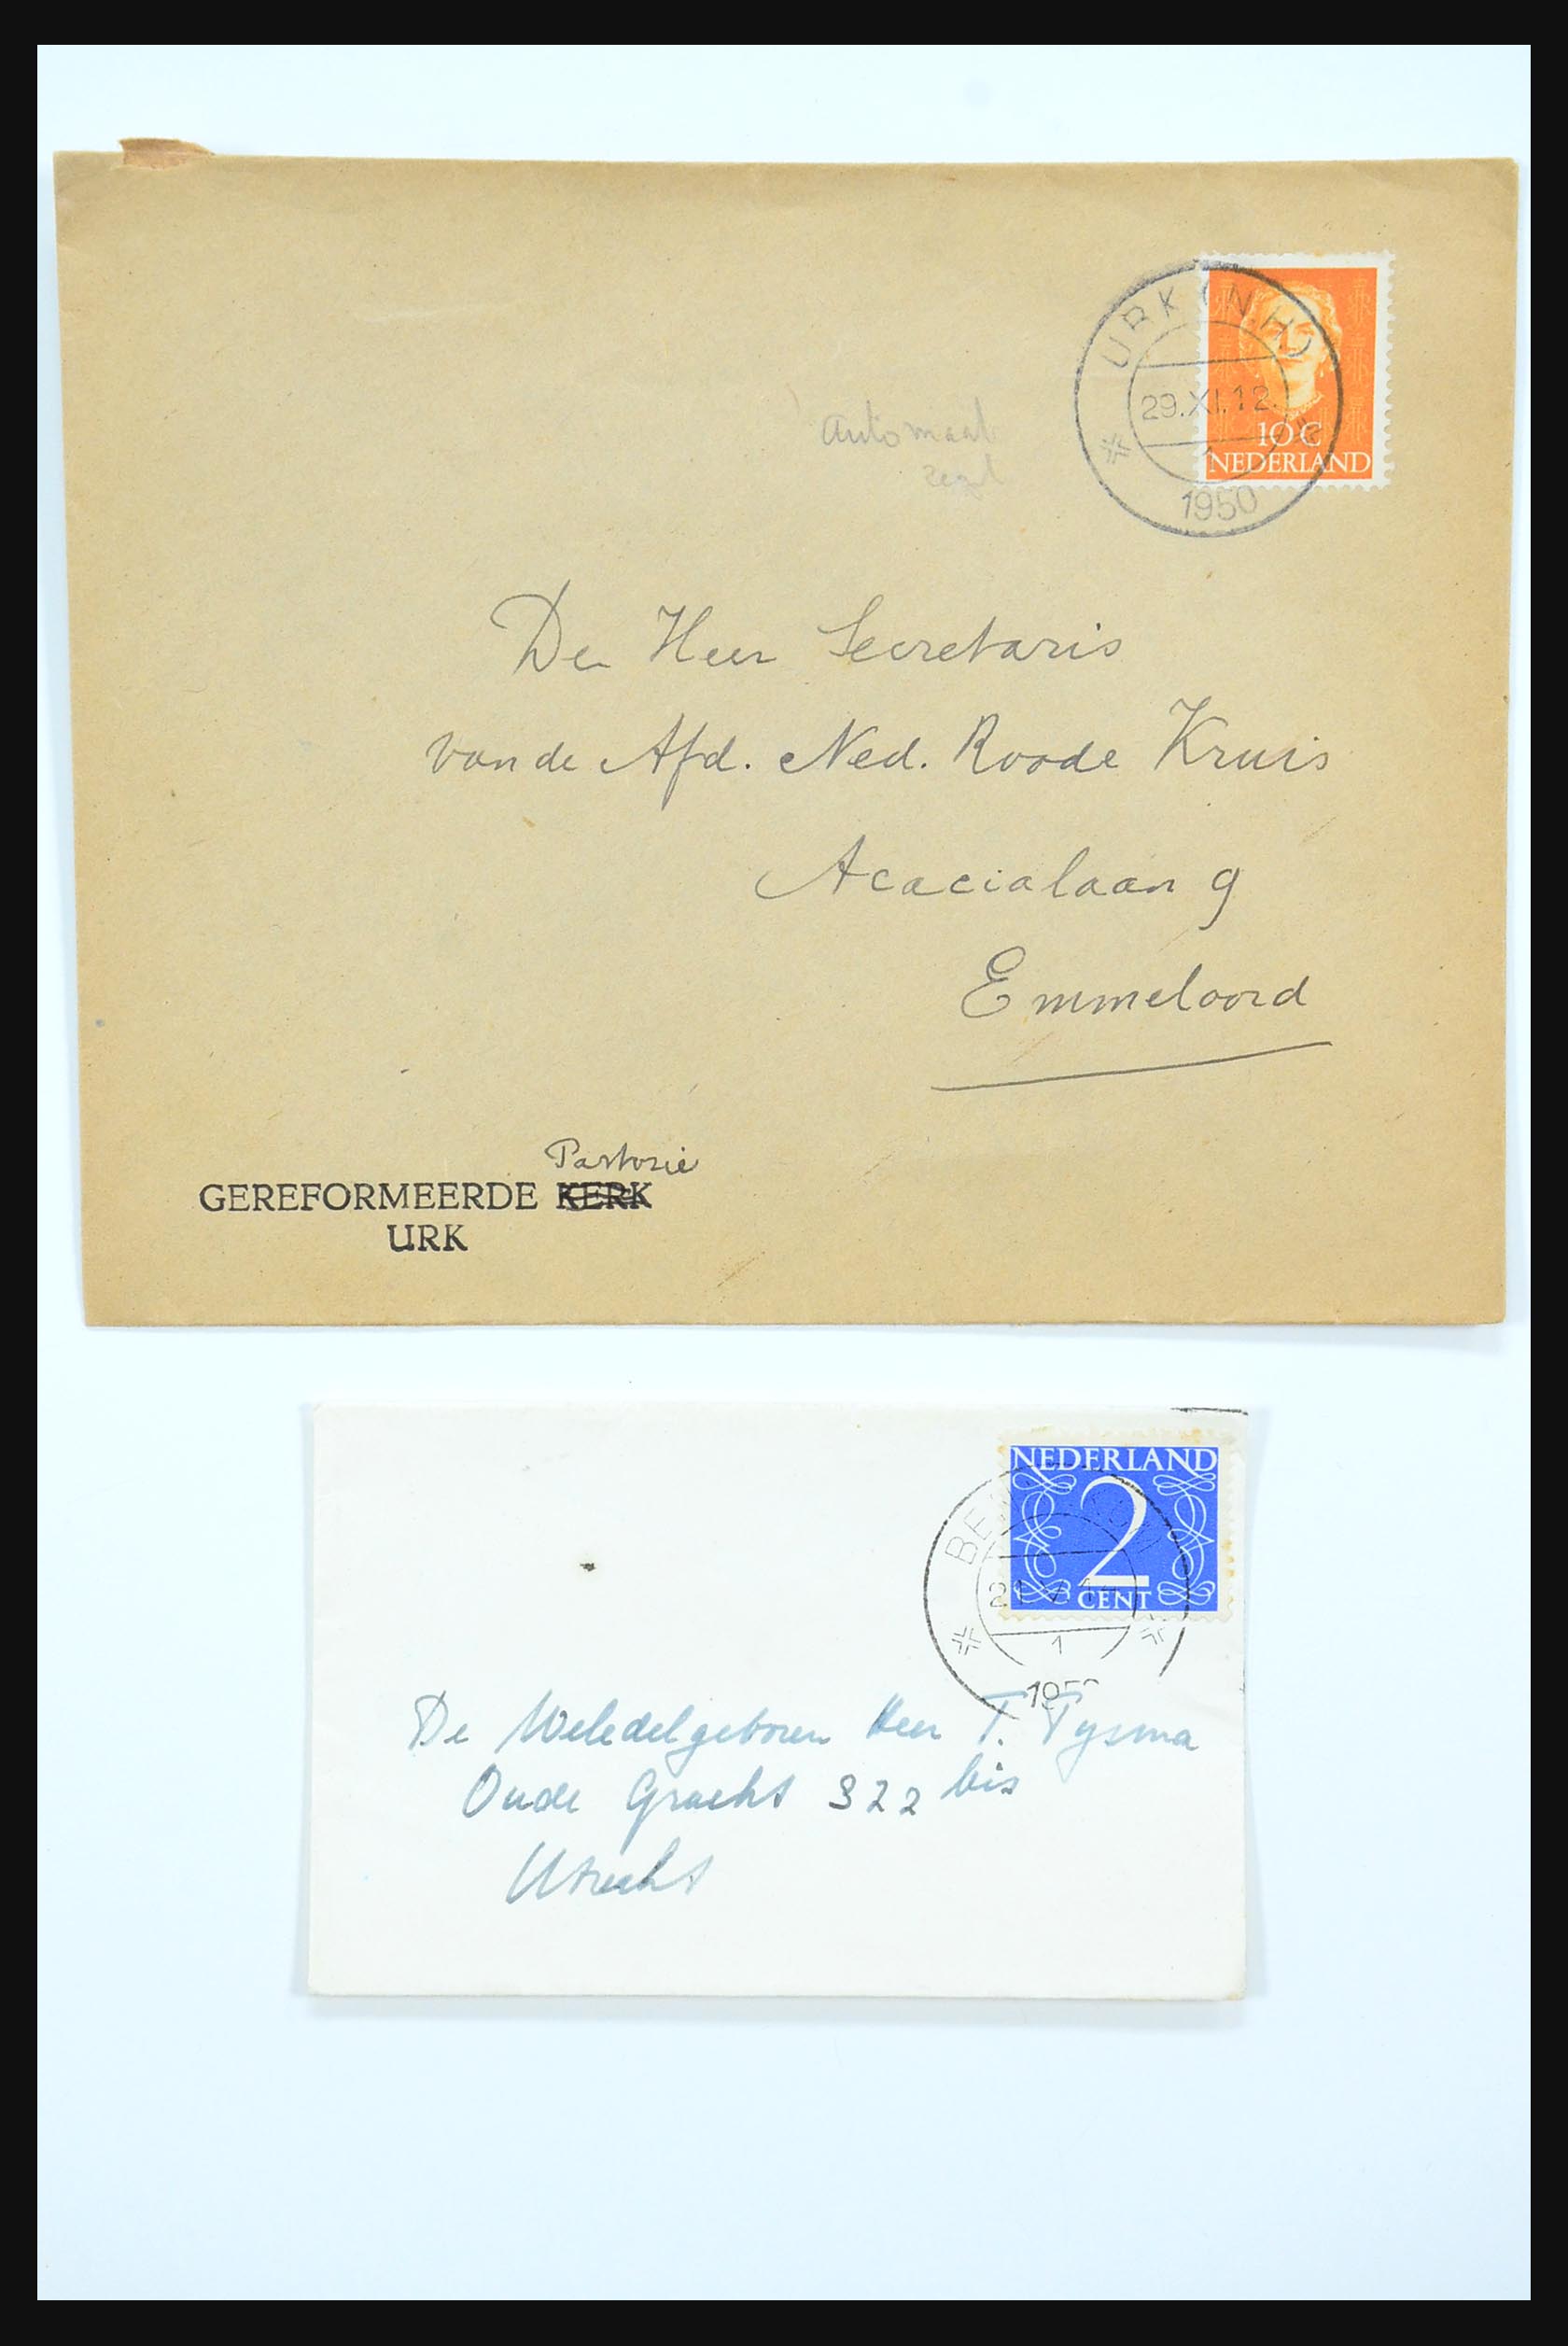 URK (N.H.)
29.XI.12
1950
10 C
NEDERLAND
Automaat
zegel
De Heer Secretaris
van de Afd. Ned. Roode Kruis
Acacialaan 9
Emmeloord
Pastorie
GEREFORMEERDE KERK
URK
NEDERLAND
2
CENT
1
De Weledelgeboren Heer T. Tysma
Oude Gracht 322 bis
Utrecht